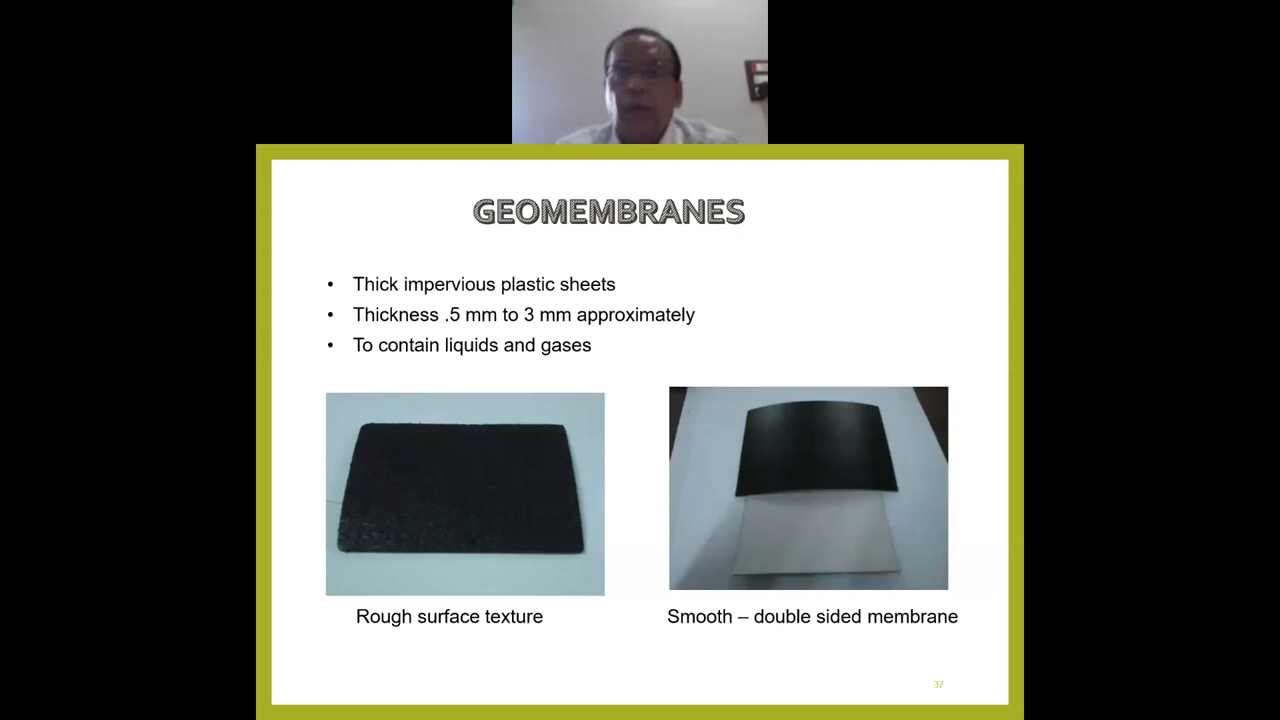 GEOMEMBRANES
• Thick impervious plastic sheets
• Thickness .5 mm to 3 mm approximately
• To contain liquids and gases
Rough surface texture
Smooth – double sided membrane
37